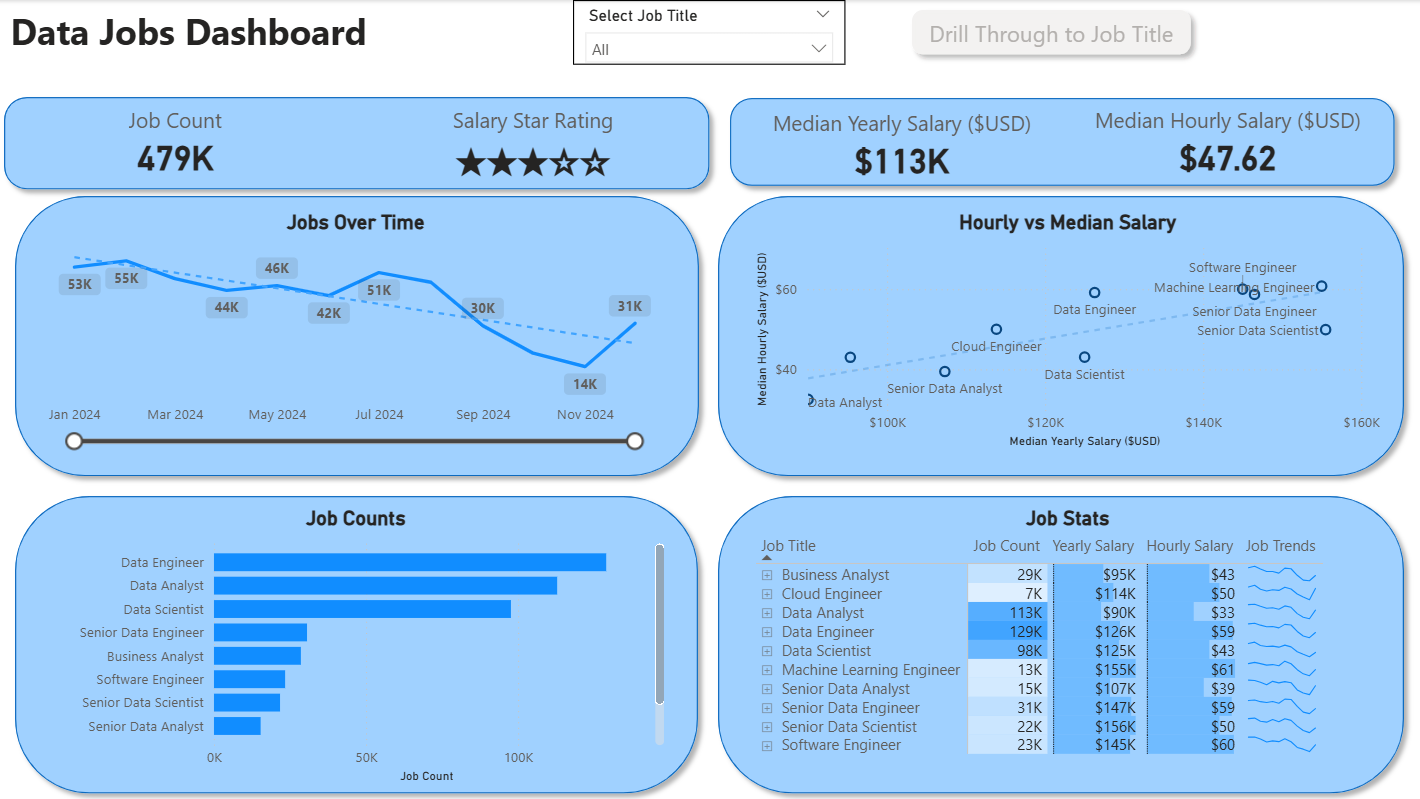 Data Jobs Dashboard
Select Job Title
All
Drill Through to Job Title
Job Count
479K
Salary Star Rating
★★★☆☆
Median Yearly Salary ($USD)
$113K
Median Hourly Salary ($USD)
$47.62
Jobs Over Time
53K
55K
44K
46K
42K
51K
30K
14K
31K
Jan 2024 Mar 2024 May 2024 Jul 2024 Sep 2024 Nov 2024
Hourly vs Median Salary
Median Hourly Salary ($USD)
$60
$40
Software Engineer
Machine Learning Engineer
Data Engineer
Senior Data Engineer
Senior Data Scientist
Cloud Engineer
Data Scientist
Senior Data Analyst
Data Analyst
$100K $120K $140K $160K
Median Yearly Salary ($USD)
Job Counts
Data Engineer
Data Analyst
Data Scientist
Senior Data Engineer
Business Analyst
Software Engineer
Senior Data Scientist
Senior Data Analyst
0K 50K 100K
Job Count
Job Stats
Job Title Job Count Yearly Salary Hourly Salary Job Trends
Business Analyst 29K $95K $43
Cloud Engineer 7K $114K $50
Data Analyst 113K $90K $33
Data Engineer 129K $126K $59
Data Scientist 98K $125K $43
Machine Learning Engineer 13K $155K $61
Senior Data Analyst 15K $107K $39
Senior Data Engineer 31K $147K $59
Senior Data Scientist 22K $156K $50
Software Engineer 23K $145K $60